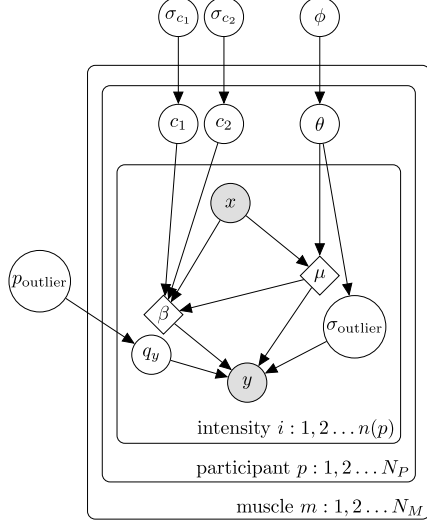 σ_{c_1} σ_{c_2} ϕ
c_1 c_2 θ
x
p_outlier μ
β
σ_outlier
q_y
y
intensity i : 1, 2 … n(p)
participant p : 1, 2 … N_P
muscle m : 1, 2 … N_M